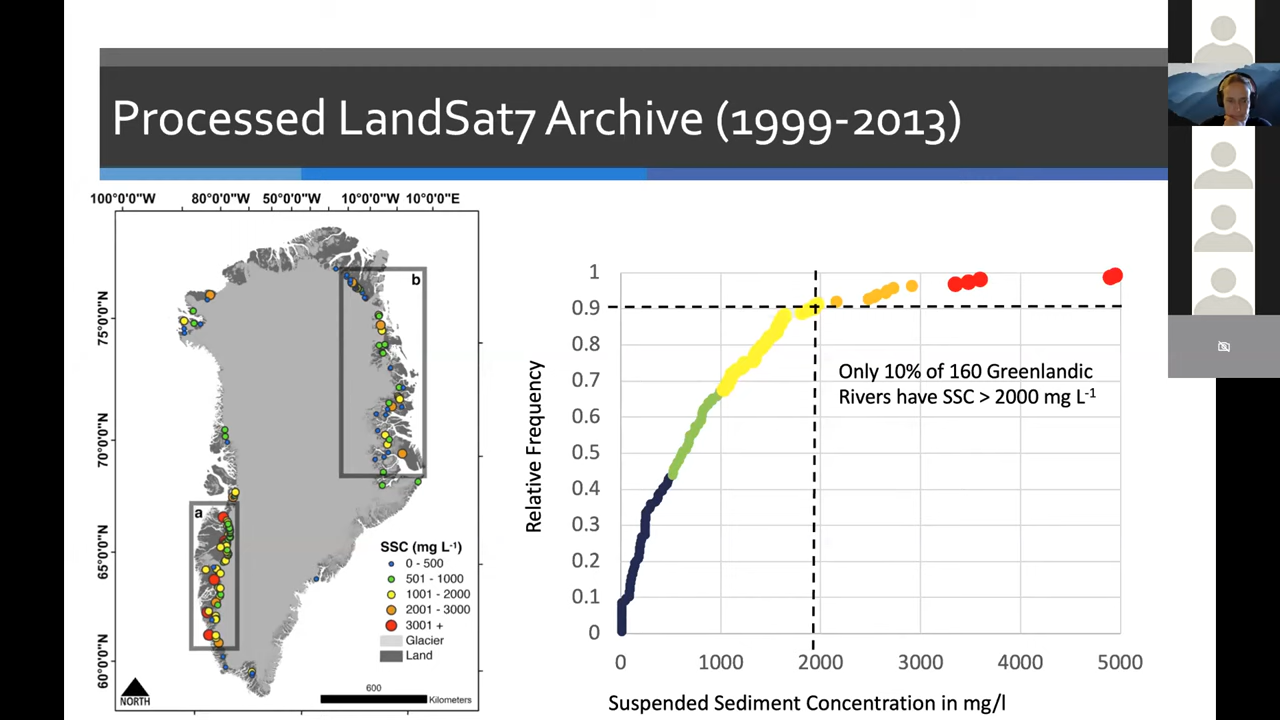 Processed LandSat7 Archive (1999-2013)
100°0'0"W 80°0'0"W 50°0'0"W 10°0'0"W 10°0'0"E
75°0'0"N
70°0'0"N
65°0'0"N
60°0'0"N
b
a
SSC (mg L-1)
0 - 500
501 - 1000
1001 - 2000
2001 - 3000
3001 +
Glacier
Land
NORTH
600
Kilometers
Relative Frequency
1
0.9
0.8
0.7
0.6
0.5
0.4
0.3
0.2
0.1
0
Only 10% of 160 Greenlandic
Rivers have SSC > 2000 mg L-1
0 1000 2000 3000 4000 5000
Suspended Sediment Concentration in mg/l